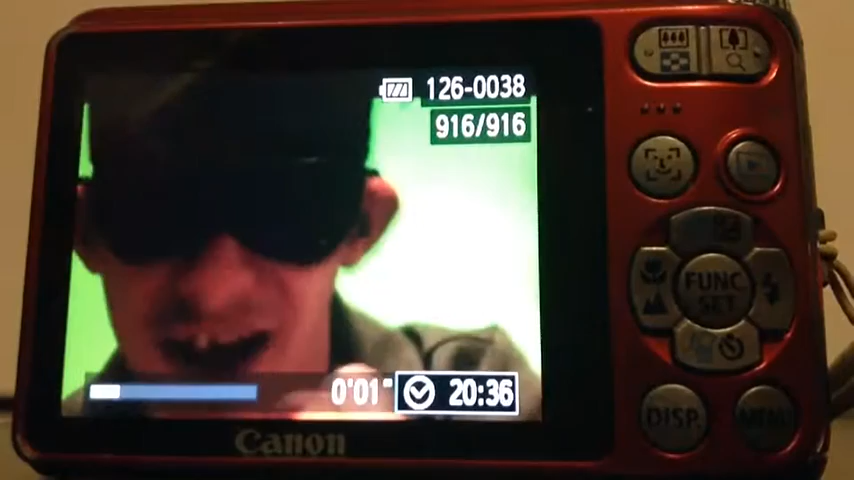 126-0038
916/916
0'01"
20:36
Canon
FUNC.
SET
DISP.
MENU